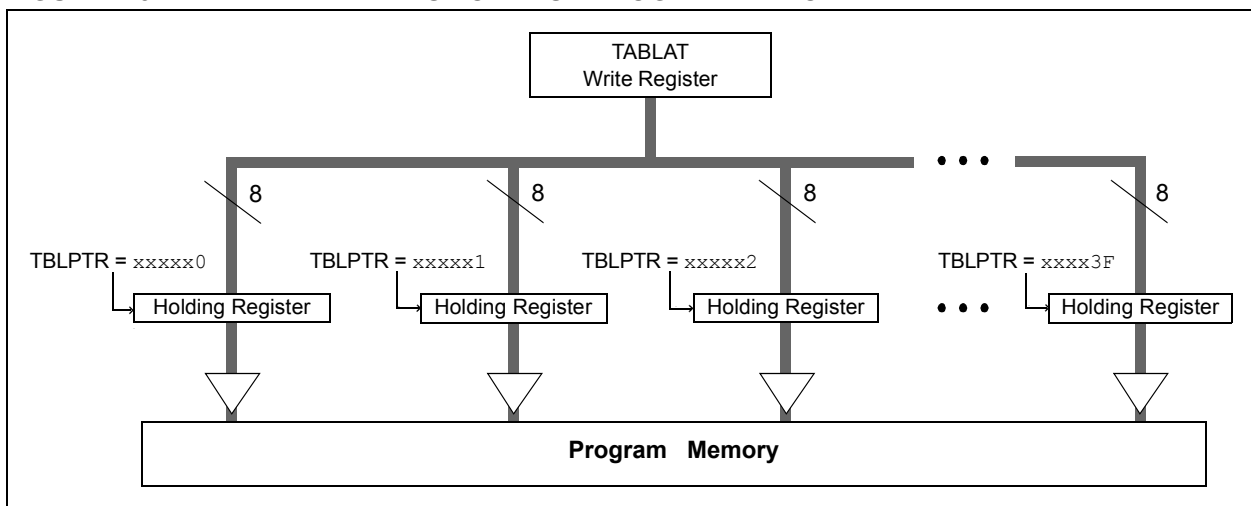 TABLAT
Write Register
8 8 8 8
TBLPTR = xxxxx0 TBLPTR = xxxxx1 TBLPTR = xxxxx2 TBLPTR = xxxx3F
Holding Register Holding Register Holding Register Holding Register
Program Memory